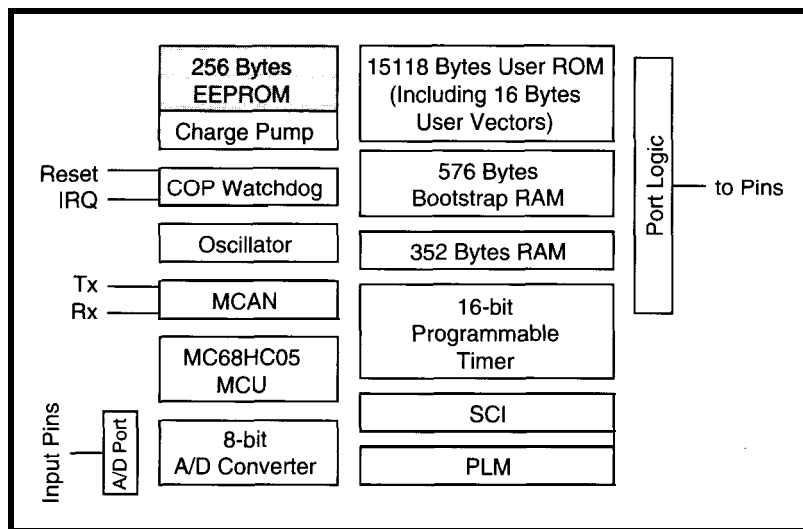 256 Bytes
EEPROM
Charge Pump
Reset
IRQ
COP Watchdog
Oscillator
Tx
Rx
MCAN
MC68HC05
MCU
Input Pins
A/D Port
8-bit
A/D Converter
15118 Bytes User ROM
(Including 16 Bytes
User Vectors)
576 Bytes
Bootstrap RAM
352 Bytes RAM
16-bit
Programmable
Timer
SCI
PLM
Port Logic
to Pins